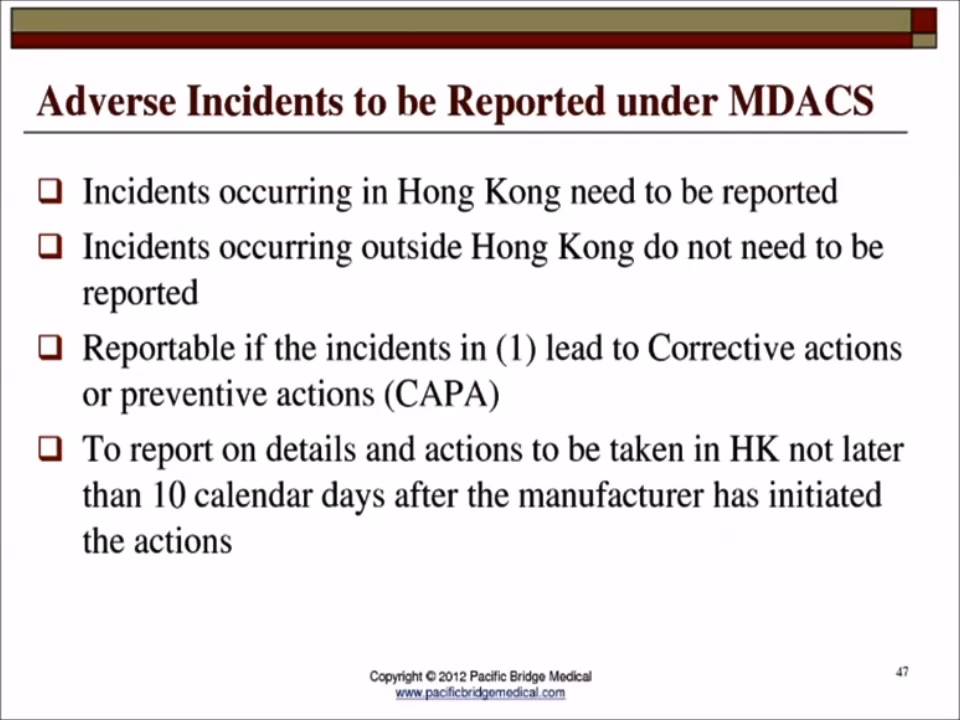 Adverse Incidents to be Reported under MDACS
Incidents occurring in Hong Kong need to be reported
Incidents occurring outside Hong Kong do not need to be
reported
Reportable if the incidents in (1) lead to Corrective actions
or preventive actions (CAPA)
To report on details and actions to be taken in HK not later
than 10 calendar days after the manufacturer has initiated
the actions
Copyright © 2012 Pacific Bridge Medical
www.pacificbridgemedical.com
47